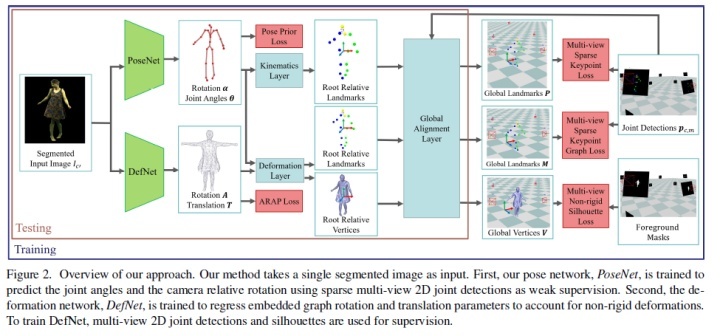 PoseNet
Rotation α
Joint Angles θ
Pose Prior
Loss
Kinematics
Layer
Root Relative
Landmarks
Global
Alignment
Layer
Global Landmarks P
Multi-view
Sparse
Keypoint
Loss
Joint Detections p_c,m
Segmented
Input Image I_c'
DefNet
Rotation A
Translation T
Deformation
Layer
ARAP Loss
Root Relative
Landmarks
Root Relative
Vertices
Global Landmarks M
Multi-view
Sparse
Keypoint
Graph Loss
Global Vertices V
Multi-view
Non-rigid
Silhouette
Loss
Foreground
Masks
Testing
Training
Figure 2. Overview of our approach. Our method takes a single segmented image as input. First, our pose network, PoseNet, is trained to
predict the joint angles and the camera relative rotation using sparse multi-view 2D joint detections as weak supervision. Second, the de-
formation network, DefNet, is trained to regress embedded graph rotation and translation parameters to account for non-rigid deformations.
To train DefNet, multi-view 2D joint detections and silhouettes are used for supervision.